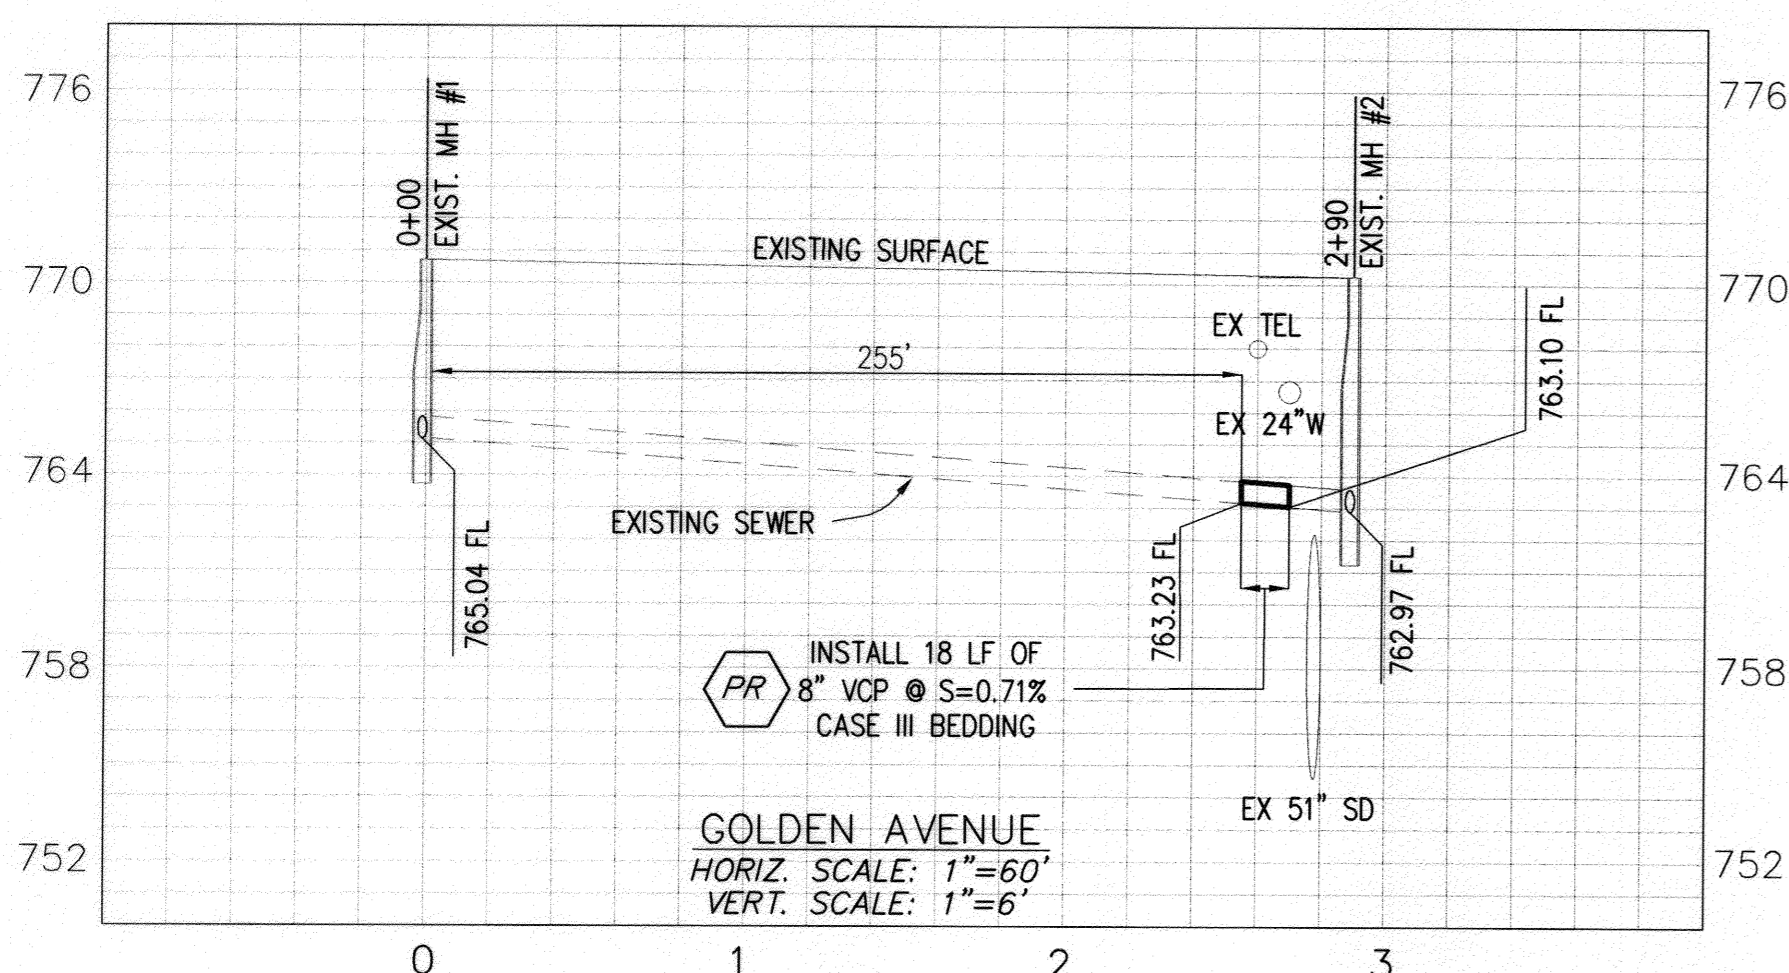 776
776
0+00
EXIST. MH #1
2+90
EXIST. MH #2
EXISTING SURFACE
770
770
EX TEL
255'
763.10 FL
EX 24"W
764
764
EXISTING SEWER
765.04 FL
763.23 FL
762.97 FL
758
758
PR
INSTALL 18 LF OF
8" VCP @ S=0.71%
CASE III BEDDING
EX 51" SD
GOLDEN AVENUE
HORIZ. SCALE: 1"=60'
VERT. SCALE: 1"=6'
752
752
0
1
2
3